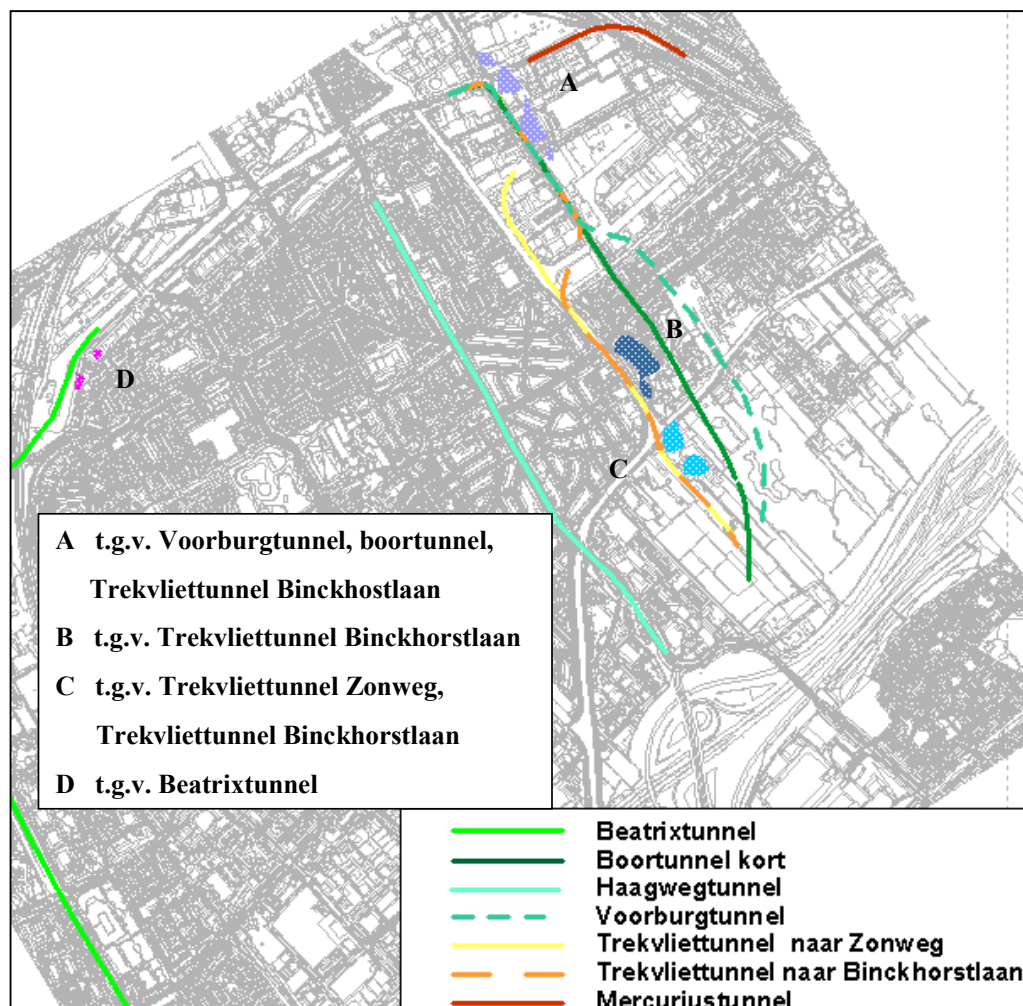 A
B
D
C
A t.g.v. Voorburgtunnel, boortunnel,
Trekvliettunnel Binckhostlaan
B t.g.v. Trekvliettunnel Binckhorstlaan
C t.g.v. Trekvliettunnel Zonweg,
Trekvliettunnel Binckhorstlaan
D t.g.v. Beatrixtunnel
Beatrixtunnel
Boortunnel kort
Haagwegtunnel
Voorburgtunnel
Trekvliettunnel naar Zonweg
Trekvliettunnel naar Binckhorstlaan
Mercuriustunnel